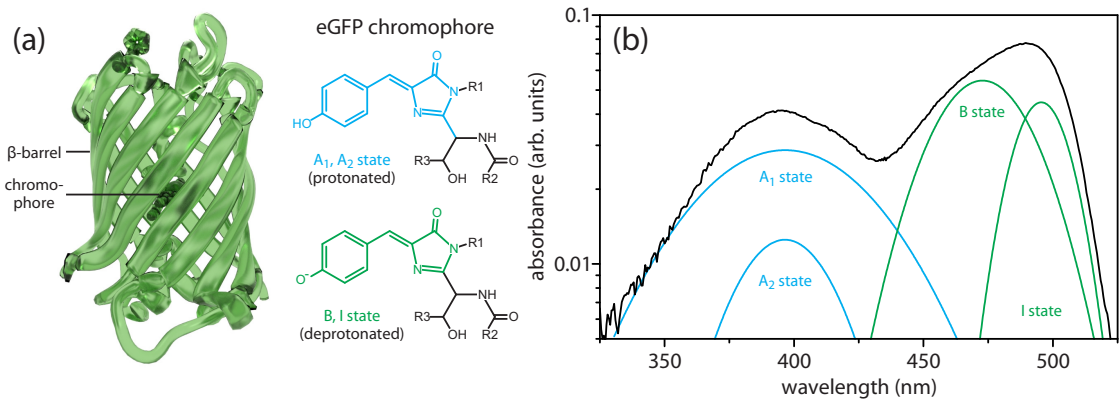 (a)
β-barrel
chromo-
phore
eGFP chromophore
O
N
R1
N
HO
NH
R3
O
OH
R2
A₁, A₂ state
(protonated)
O
N
R1
N
O⁻
NH
R3
O
OH
R2
B, I state
(deprotonated)
(b)
absorbance (arb. units)
0.1
0.01
A₁ state
A₂ state
B state
I state
350
400
450
500
wavelength (nm)